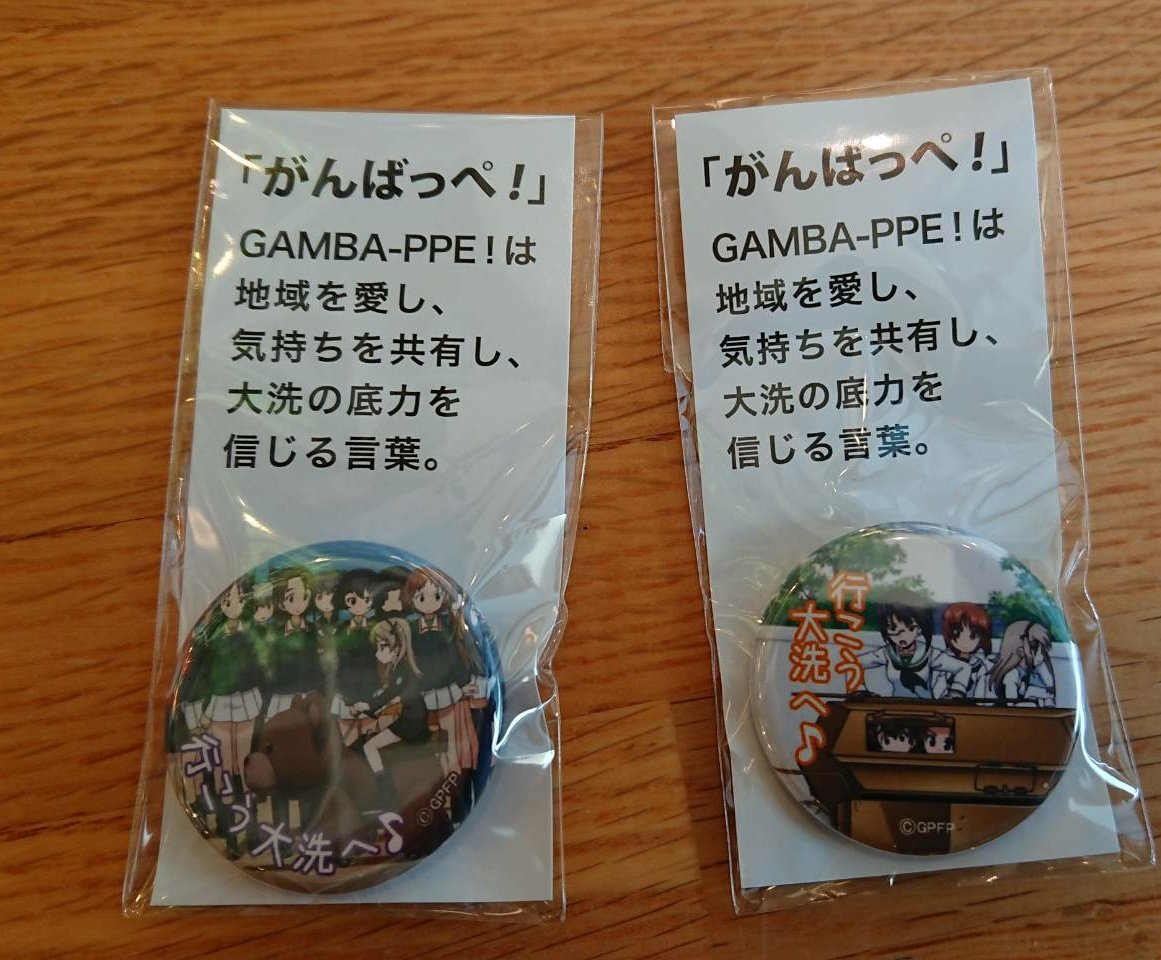 「がんばっぺ！」
GAMBA-PPE！は
地域を愛し、
気持ちを共有し、
大洗の底力を
信じる言葉。
行こう
大洗へ♪
©GPFP
「がんばっぺ！」
GAMBA-PPE！は
地域を愛し、
気持ちを共有し、
大洗の底力を
信じる言葉。
行こう
大洗へ♪
©GPFP